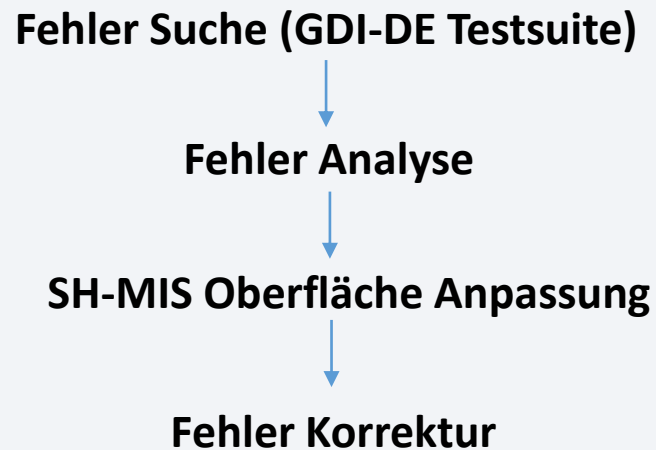 Fehler Suche (GDI-DE Testsuite)
Fehler Analyse
SH-MIS Oberfläche Anpassung
Fehler Korrektur